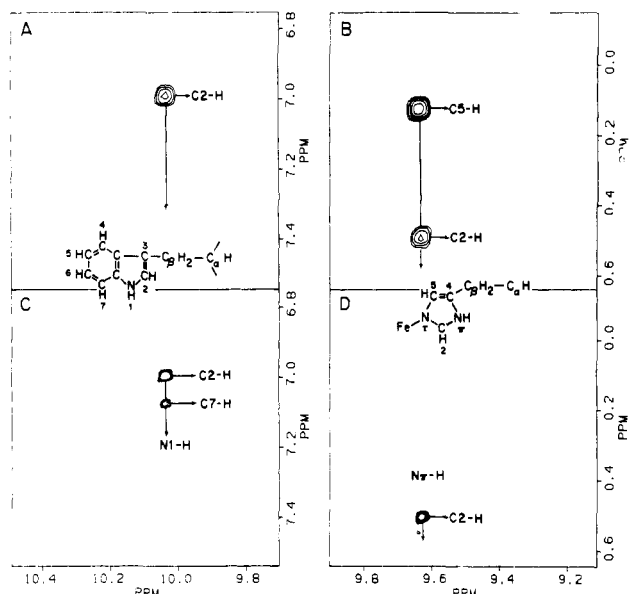 A
6.8
7.0
7.2
7.4
PPM
C2-H
H
4
5
6
7
H
3
CβH2-Cα H
CH
2
N
H
1
B
0.0
0.2
0.4
0.6
C5-H
C2-H
C
6.8
7.0
7.2
7.4
PPM
C2-H
C7-H
N1-H
10.4
10.2
10.0
9.8
PPM
D
HC
5
4
CβH2-CαH
Fe
N
τ
NH
π
C
H
2
0.0
0.2
0.4
0.6
PPM
Nπ-H
C2-H
9.8
9.6
9.4
9.2
PPM